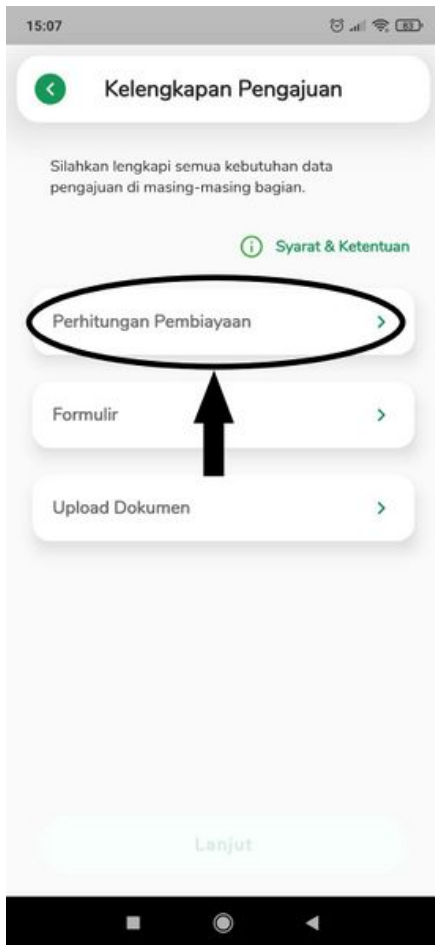 15:07
83
Kelengkapan Pengajuan
Silahkan lengkapi semua kebutuhan data
pengajuan di masing-masing bagian.
Syarat & Ketentuan
Perhitungan Pembiayaan
Formulir
Upload Dokumen
Lanjut